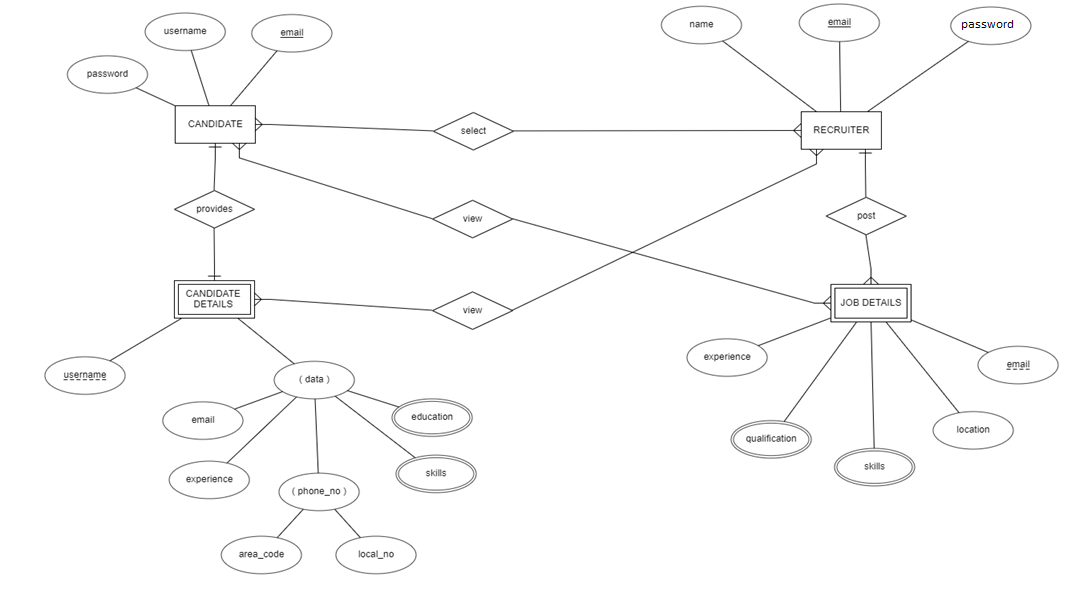 name
email
password
username
email
password
CANDIDATE
select
RECRUITER
provides
view
post
CANDIDATE
DETAILS
view
JOB DETAILS
experience
email
username
( data )
email
education
qualification
location
experience
skills
skills
( phone_no )
area_code
local_no